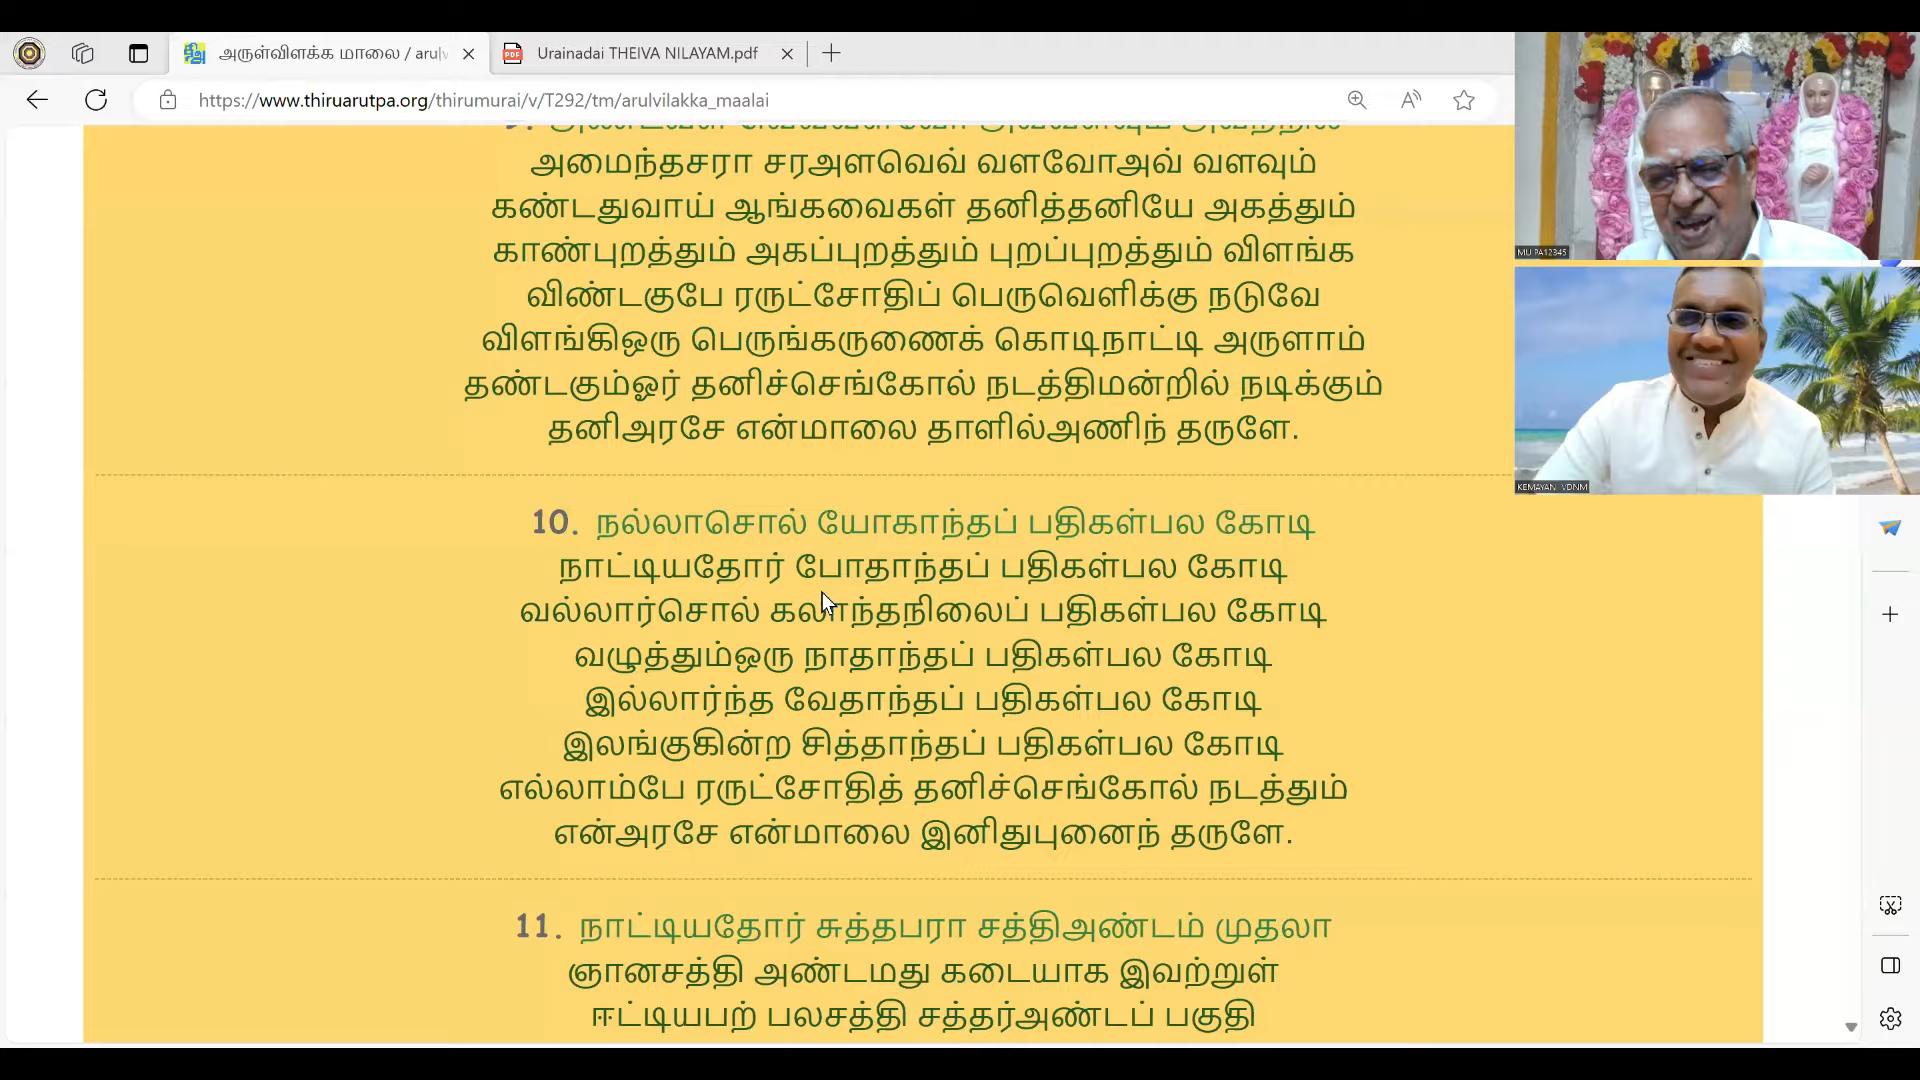 அருள்விளக்க மாலை / arulv
Urainadai THEIVA NILAYAM.pdf
https://www.thiruarutpa.org/thirumurai/v/T292/tm/arulvilakka_maalai
அமைந்தசரா சரஅளவெவ் வளவோஅவ் வளவும்
கண்டதுவாய் ஆங்கவைகள் தனித்தனியே அகத்தும்
காண்புறத்தும் அகப்புறத்தும் புறப்புறத்தும் விளங்க
விண்டகுபே ரருட்சோதிப் பெருவெளிக்கு நடுவே
விளங்கிஒரு பெருங்கருணைக் கொடிநாட்டி அருளாம்
தண்டகும்ஓர் தனிச்செங்கோல் நடத்திமன்றில் நடிக்கும்
தனிஅரசே என்மாலை தாளில்அணிந் தருளே.
10. நல்லாசொல் யோகாந்தப் பதிகள்பல கோடி
நாட்டியதோர் போதாந்தப் பதிகள்பல கோடி
வல்லார்சொல் கலாந்தநிலைப் பதிகள்பல கோடி
வழுத்தும்ஒரு நாதாந்தப் பதிகள்பல கோடி
இல்லார்ந்த வேதாந்தப் பதிகள்பல கோடி
இலங்குகின்ற சித்தாந்தப் பதிகள்பல கோடி
எல்லாம்பே ரருட்சோதித் தனிச்செங்கோல் நடத்தும்
என்அரசே என்மாலை இனிதுபுனைந் தருளே.
11. நாட்டியதோர் சுத்தபரா சத்திஅண்டம் முதலா
ஞானசத்தி அண்டமது கடையாக இவற்றுள்
ஈட்டியபற் பலசத்தி சத்தர்அண்டப் பகுதி
MU PA12345
KEMAYAN VDNM